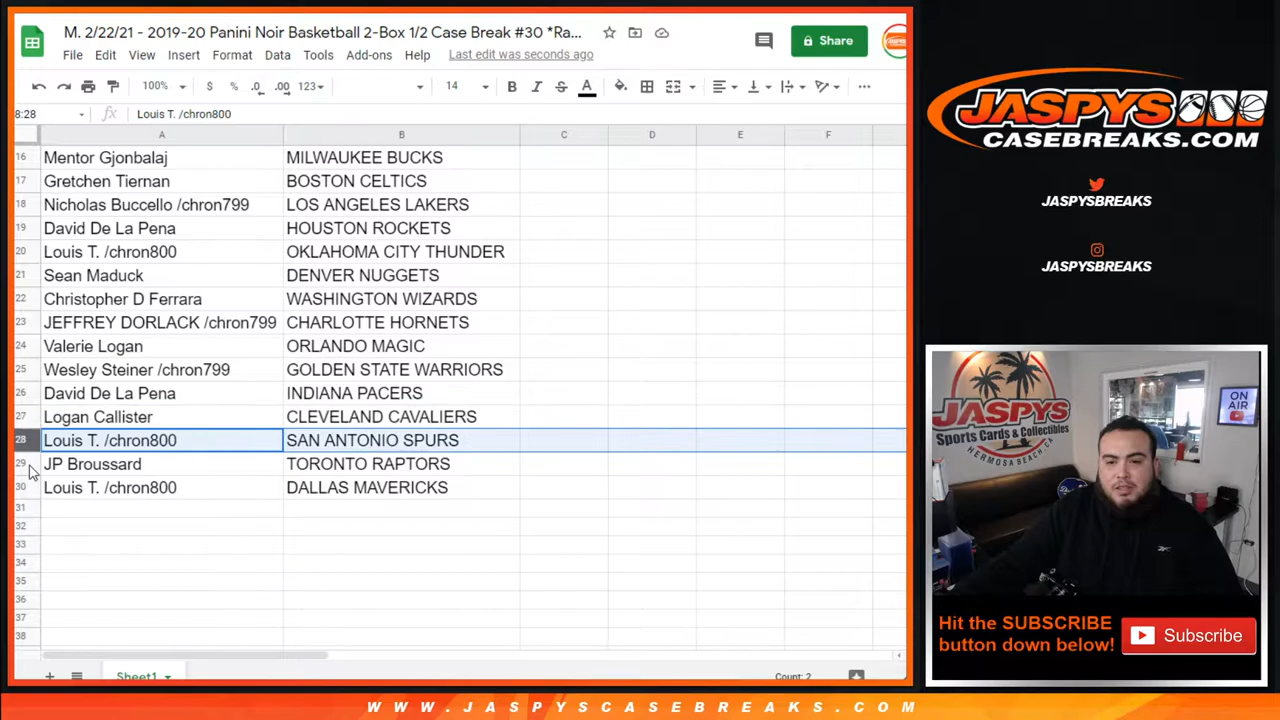 M. 2/22/21 - 2019-20 Panini Noir Basketball 2-Box 1/2 Case Break #30 *Ra...
File Edit View Insert Format Data Tools Add-ons Help Last edit was seconds ago
Share
100% $ % .0 .00 123 14 B I S A
8:28 fx Louis T. /chron800
A B C D E F
16 Mentor Gjonbalaj MILWAUKEE BUCKS
17 Gretchen Tiernan BOSTON CELTICS
18 Nicholas Buccello /chron799 LOS ANGELES LAKERS
19 David De La Pena HOUSTON ROCKETS
20 Louis T. /chron800 OKLAHOMA CITY THUNDER
21 Sean Maduck DENVER NUGGETS
22 Christopher D Ferrara WASHINGTON WIZARDS
23 JEFFREY DORLACK /chron799 CHARLOTTE HORNETS
24 Valerie Logan ORLANDO MAGIC
25 Wesley Steiner /chron799 GOLDEN STATE WARRIORS
26 David De La Pena INDIANA PACERS
27 Logan Callister CLEVELAND CAVALIERS
28 Louis T. /chron800 SAN ANTONIO SPURS
29 JP Broussard TORONTO RAPTORS
30 Louis T. /chron800 DALLAS MAVERICKS
31
32
33
34
35
36
37
38
Sheet1
Count: 2
JASPYS
CASEBREAKS.COM
JASPYSBREAKS
JASPYSBREAKS
JASPYS
Sports Cards & Collectibles
HERMOSA BEACH, CA
ON
AIR
Hit the SUBSCRIBE
button down below!
Subscribe
WWW.JASPYSCASEBREAKS.COM